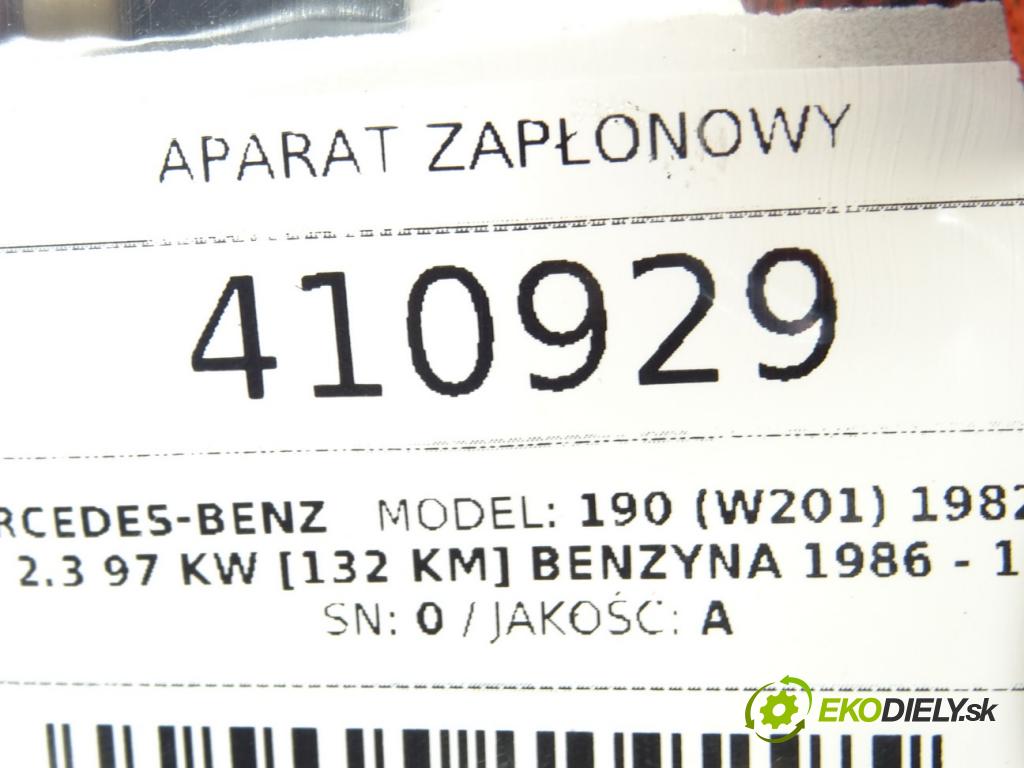 APARAT ZAPŁONOWY
410929
RCEDES-BENZ MODEL: 190 (W201) 1982
2.3 97 KW [132 KM] BENZYNA 1986 - 1
SN: 0 / JAKOŚĆ: A
EKODIELY.sk